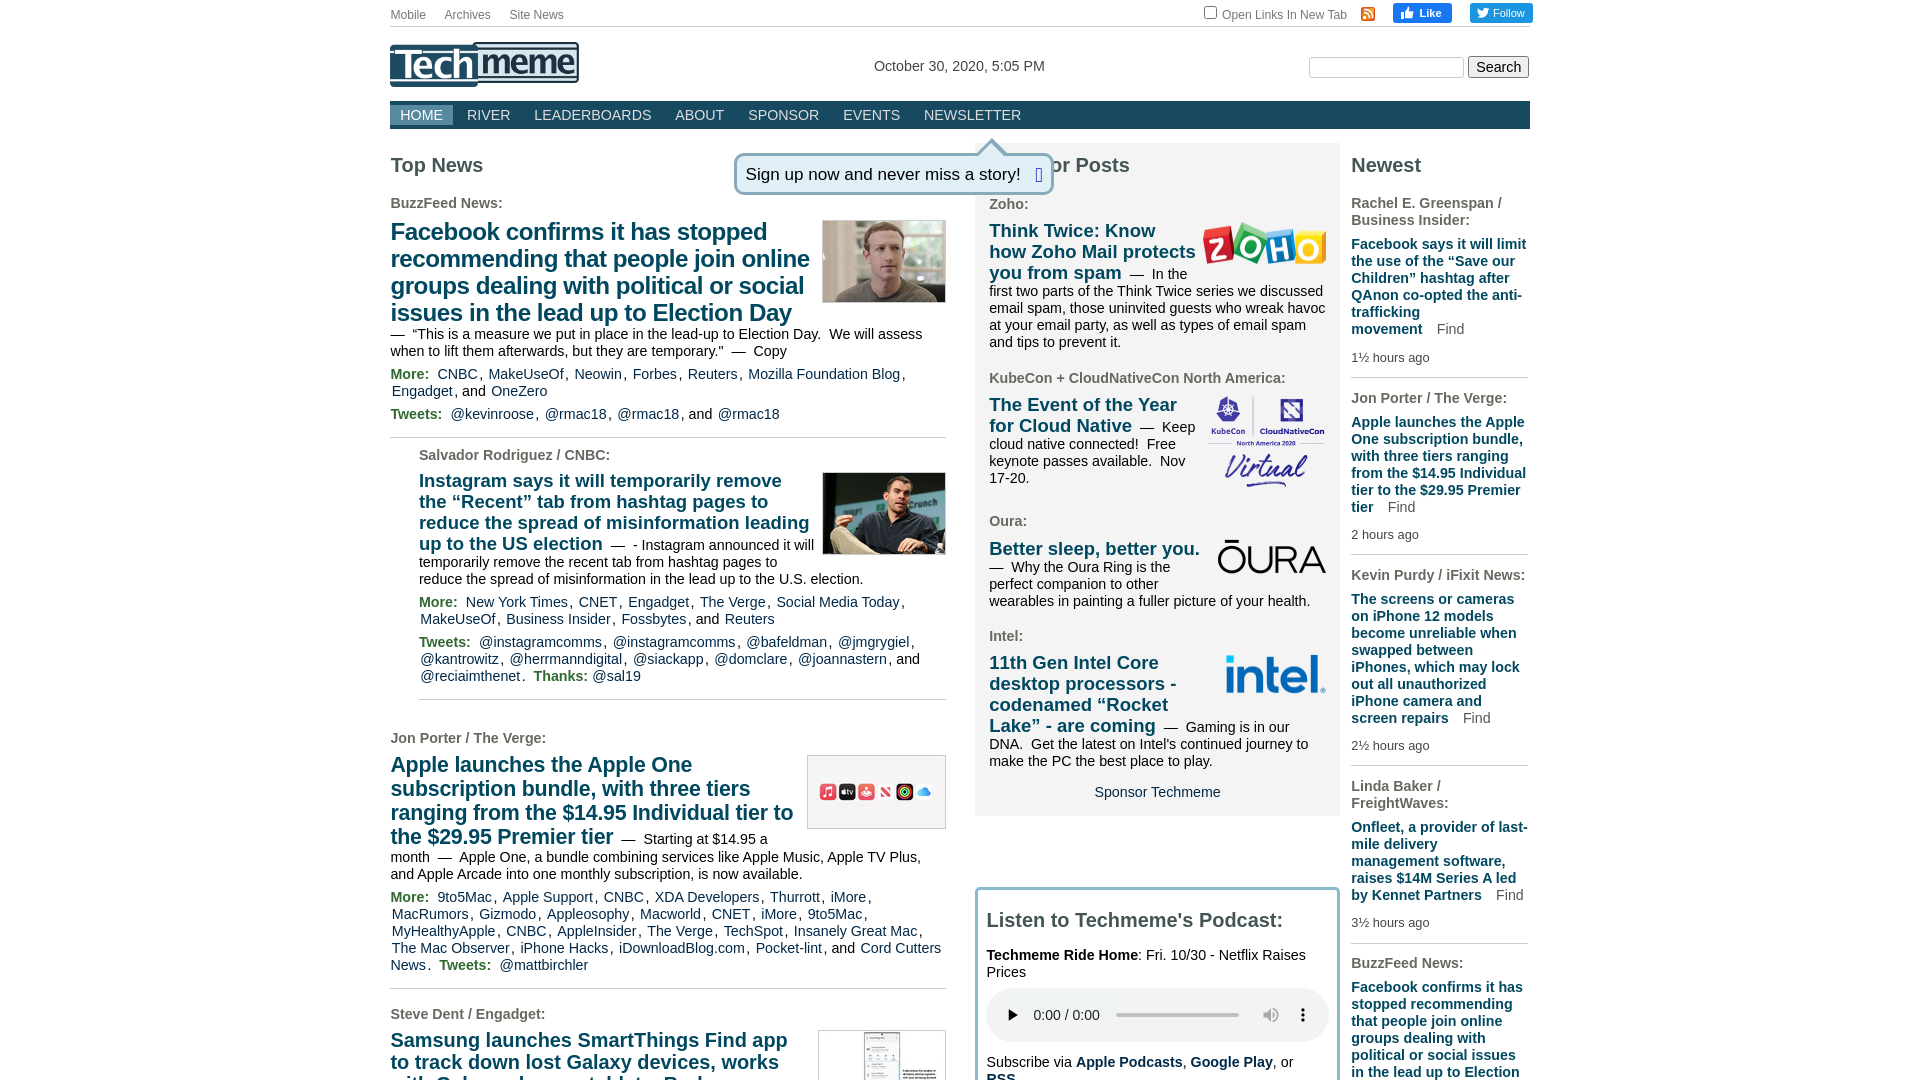 Mobile Archives Site News
Open Links In New Tab
Like
Follow
Techmeme
October 30, 2020, 5:05 PM
Search
HOME RIVER LEADERBOARDS ABOUT SPONSOR EVENTS NEWSLETTER
Sign up now and never miss a story!
Top News
BuzzFeed News:
Facebook confirms it has stopped
recommending that people join online
groups dealing with political or social
issues in the lead up to Election Day
— “This is a measure we put in place in the lead-up to Election Day. We will assess
when to lift them afterwards, but they are temporary." — Copy
More: CNBC, MakeUseOf, Neowin, Forbes, Reuters, Mozilla Foundation Blog,
Engadget, and OneZero
Tweets: @kevinroose, @rmac18, @rmac18, and @rmac18
Salvador Rodriguez / CNBC:
Instagram says it will temporarily remove
the “Recent” tab from hashtag pages to
reduce the spread of misinformation leading
up to the US election — - Instagram announced it will
temporarily remove the recent tab from hashtag pages to
reduce the spread of misinformation in the lead up to the U.S. election.
More: New York Times, CNET, Engadget, The Verge, Social Media Today,
MakeUseOf, Business Insider, Fossbytes, and Reuters
Tweets: @instagramcomms, @instagramcomms, @bafeldman, @jmgrygiel,
@kantrowitz, @herrmanndigital, @siackapp, @domclare, @joannastern, and
@reciaimthenet. Thanks: @sal19
Jon Porter / The Verge:
Apple launches the Apple One
subscription bundle, with three tiers
ranging from the $14.95 Individual tier to
the $29.95 Premier tier — Starting at $14.95 a
month — Apple One, a bundle combining services like Apple Music, Apple TV Plus,
and Apple Arcade into one monthly subscription, is now available.
More: 9to5Mac, Apple Support, CNBC, XDA Developers, Thurrott, iMore,
MacRumors, Gizmodo, Appleosophy, Macworld, CNET, iMore, 9to5Mac,
MyHealthyApple, CNBC, AppleInsider, The Verge, TechSpot, Insanely Great Mac,
The Mac Observer, iPhone Hacks, iDownloadBlog.com, Pocket-lint, and Cord Cutters
News. Tweets: @mattbirchler
Steve Dent / Engadget:
Samsung launches SmartThings Find app
to track down lost Galaxy devices, works
or Posts
Zoho:
ZOHO
Think Twice: Know
how Zoho Mail protects
you from spam — In the
first two parts of the Think Twice series we discussed
email spam, those uninvited guests who wreak havoc
at your email party, as well as types of email spam
and tips to prevent it.
KubeCon + CloudNativeCon North America:
The Event of the Year
for Cloud Native — Keep
cloud native connected! Free
keynote passes available. Nov
17-20.
KubeCon CloudNativeCon
North America 2020
Virtual
Oura:
Better sleep, better you.
— Why the Oura Ring is the
perfect companion to other
wearables in painting a fuller picture of your health.
ŌURA
Intel:
11th Gen Intel Core
desktop processors -
codenamed “Rocket
Lake” - are coming — Gaming is in our
DNA. Get the latest on Intel's continued journey to
make the PC the best place to play.
intel
Sponsor Techmeme
Listen to Techmeme's Podcast:
Techmeme Ride Home: Fri. 10/30 - Netflix Raises
Prices
0:00 / 0:00
Subscribe via Apple Podcasts, Google Play, or
RSS
Newest
Rachel E. Greenspan /
Business Insider:
Facebook says it will limit
the use of the “Save our
Children” hashtag after
QAnon co-opted the anti-
trafficking
movement Find
1½ hours ago
Jon Porter / The Verge:
Apple launches the Apple
One subscription bundle,
with three tiers ranging
from the $14.95 Individual
tier to the $29.95 Premier
tier Find
2 hours ago
Kevin Purdy / iFixit News:
The screens or cameras
on iPhone 12 models
become unreliable when
swapped between
iPhones, which may lock
out all unauthorized
iPhone camera and
screen repairs Find
2½ hours ago
Linda Baker /
FreightWaves:
Onfleet, a provider of last-
mile delivery
management software,
raises $14M Series A led
by Kennet Partners Find
3½ hours ago
BuzzFeed News:
Facebook confirms it has
stopped recommending
that people join online
groups dealing with
political or social issues
in the lead up to Election